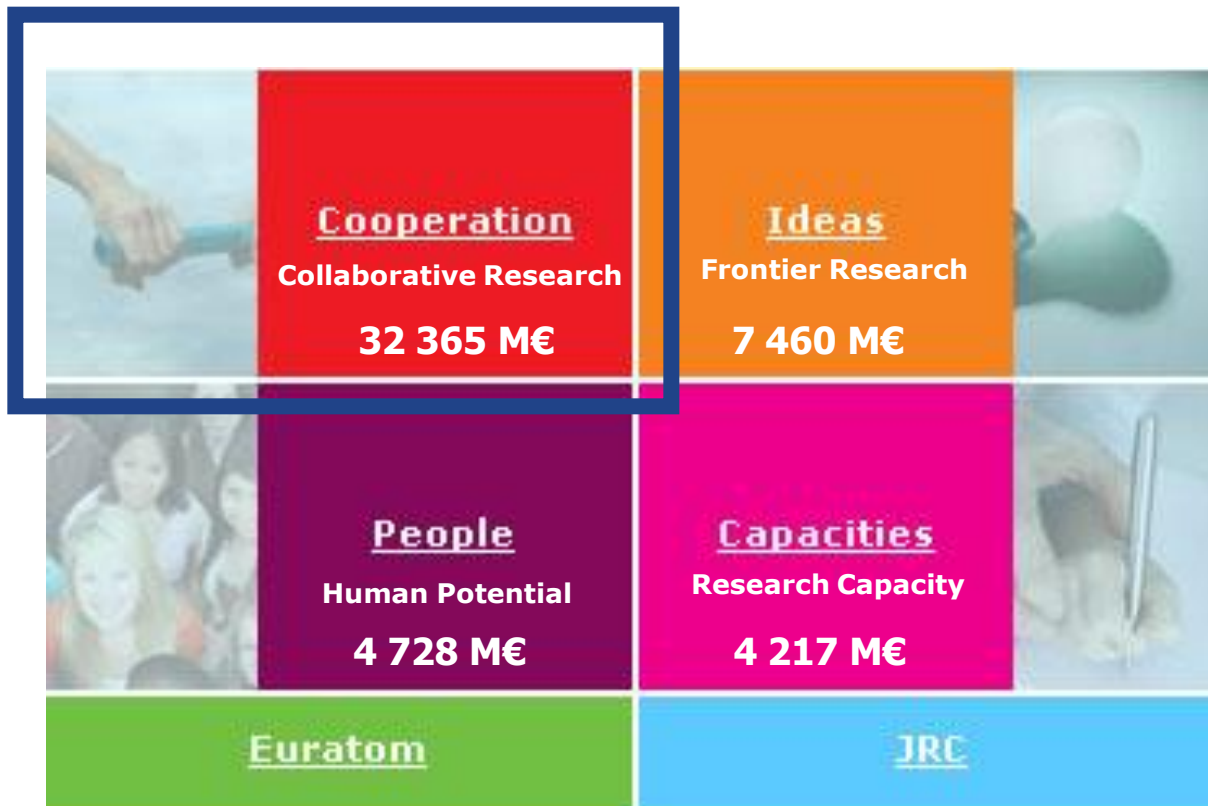 Cooperation
Collaborative Research
32 365 M€
Ideas
Frontier Research
7 460 M€
People
Human Potential
4 728 M€
Capacities
Research Capacity
4 217 M€
Euratom
JRC